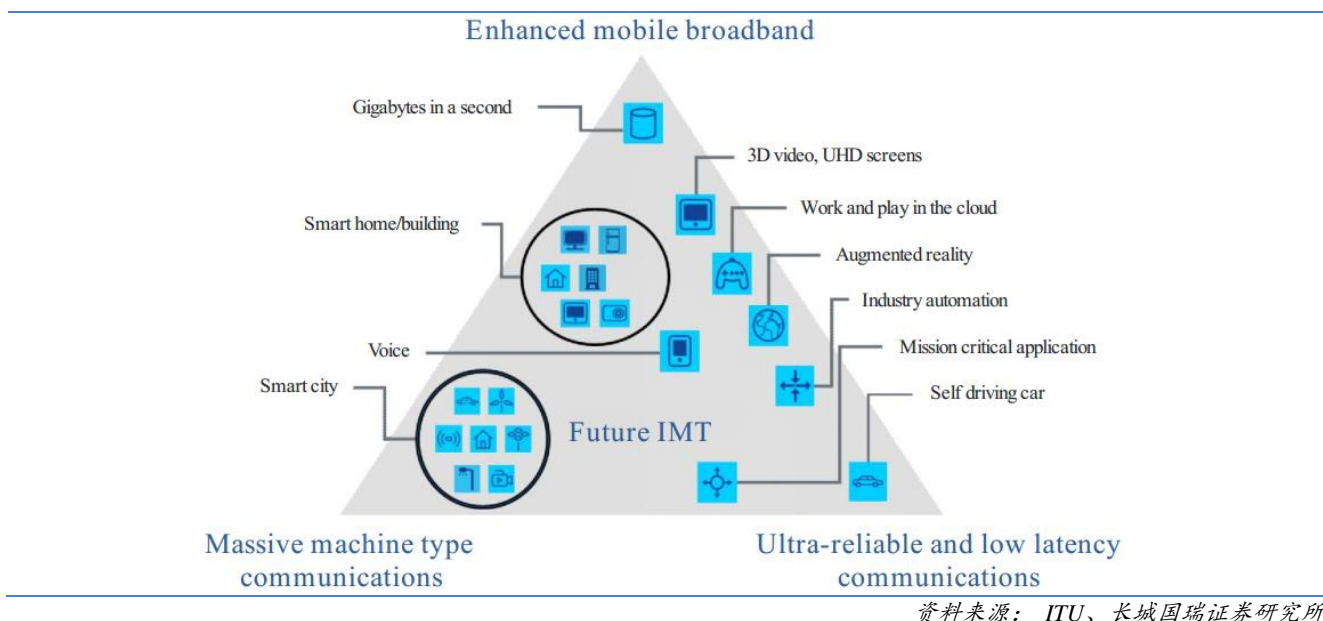 Enhanced mobile broadband
Gigabytes in a second
3D video, UHD screens
Work and play in the cloud
Smart home/building
Augmented reality
Industry automation
Voice
Mission critical application
Smart city
Self driving car
Future IMT
Massive machine type
communications
Ultra-reliable and low latency
communications
资料来源： ITU、长城国瑞证券研究所